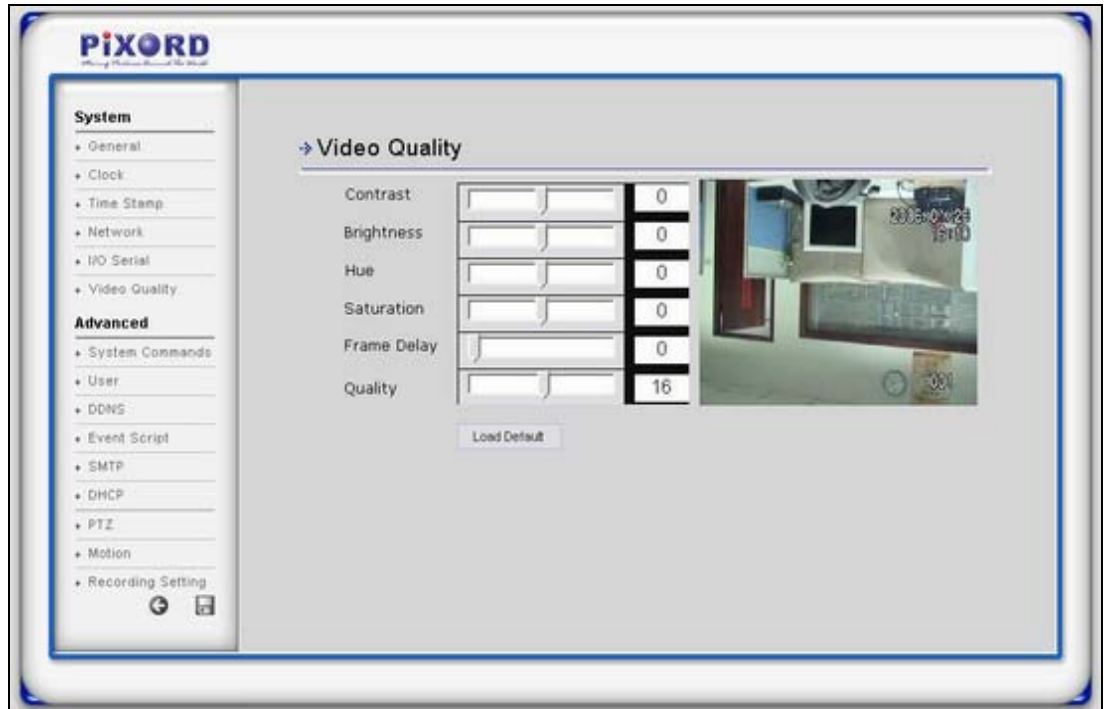 PiXORD
System
General
Clock
Time Stamp
Network
I/O Serial
Video Quality
Advanced
System Commands
User
DDNS
Event Script
SMTP
DHCP
PTZ
Motion
Recording Setting
Video Quality
Contrast 0
Brightness 0
Hue 0
Saturation 0
Frame Delay 0
Quality 16
Load Default